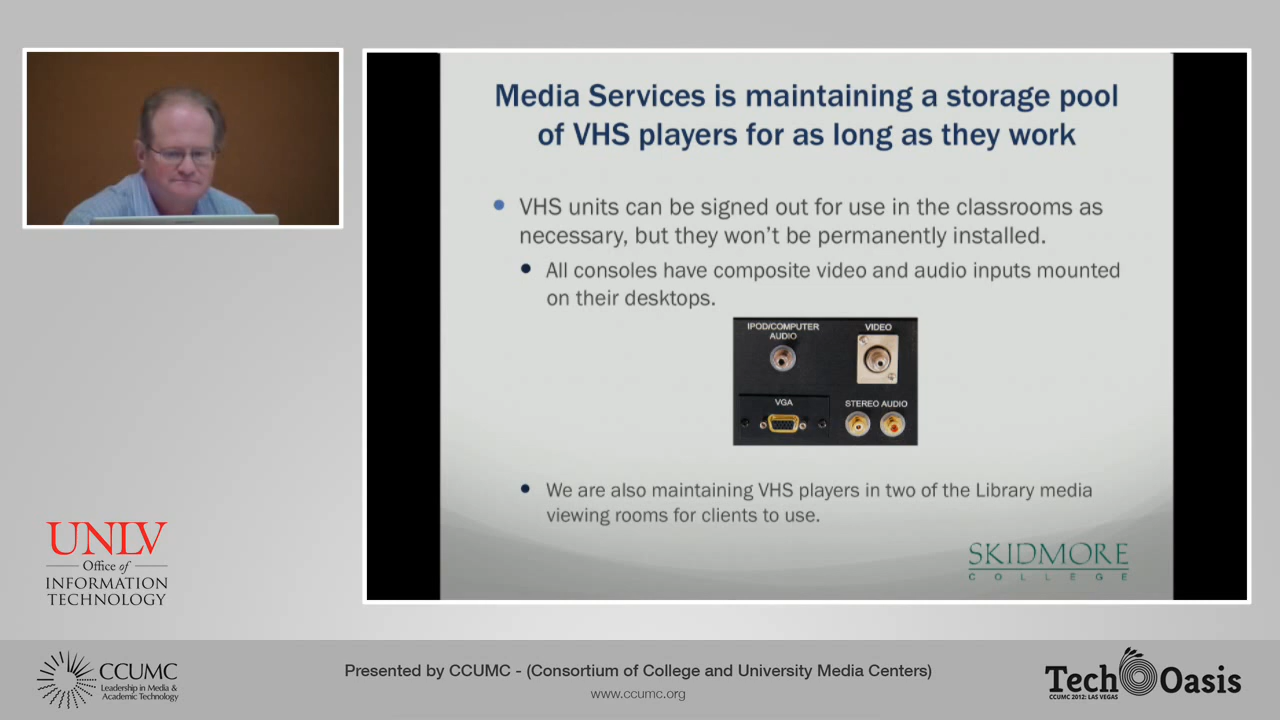 Media Services is maintaining a storage pool
of VHS players for as long as they work
VHS units can be signed out for use in the classrooms as
necessary, but they won't be permanently installed.
All consoles have composite video and audio inputs mounted
on their desktops.
IPOD/COMPUTER
AUDIO
VIDEO
VGA
STEREO AUDIO
We are also maintaining VHS players in two of the Library media
viewing rooms for clients to use.
SKIDMORE
COLLEGE
UNLV
Office of
INFORMATION
TECHNOLOGY
CCUMC
Leadership in Media &
Academic Technology
Presented by CCUMC - (Consortium of College and University Media Centers)
www.ccumc.org
Tech Oasis
CCUMC 2012: LAS VEGAS